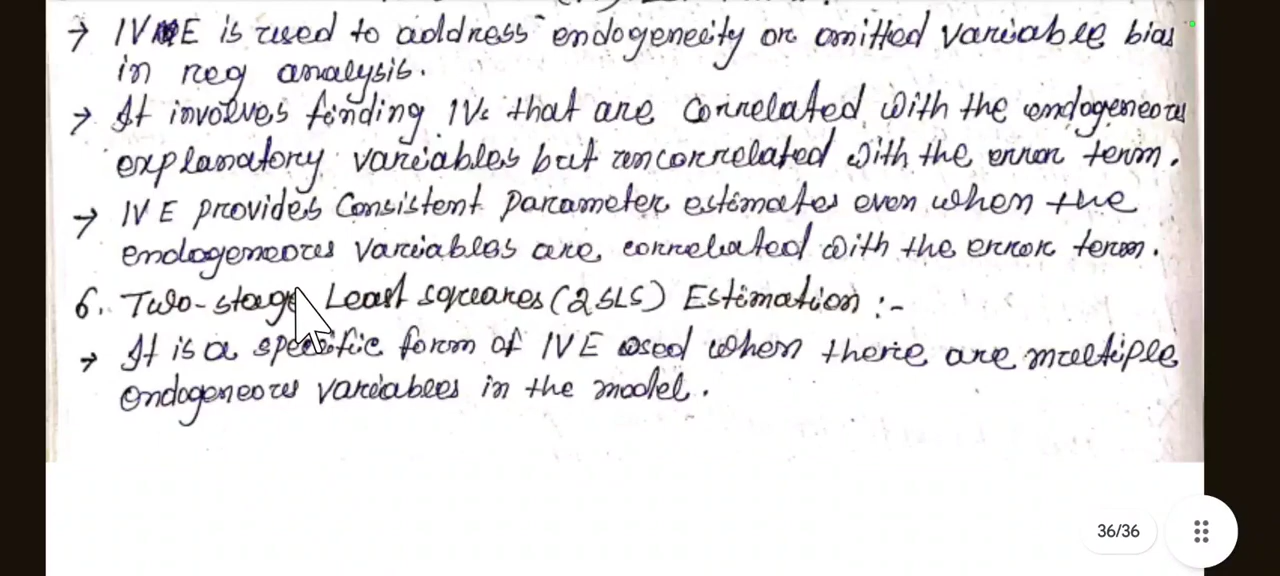 → IVE is used to address endogeneity or omitted variable bias
in reg analysis.
→ It involves finding IVs that are correlated with the endogeneous
explanatory variables but uncorrelated with the error term.
→ IVE provides consistent parameter estimates even when the
endogeneous variables are correlated with the error term.
6. Two-stage Least squares (2SLS) Estimation :-
→ It is a specific form of IVE used when there are multiple
endogeneous variables in the model.
36/36